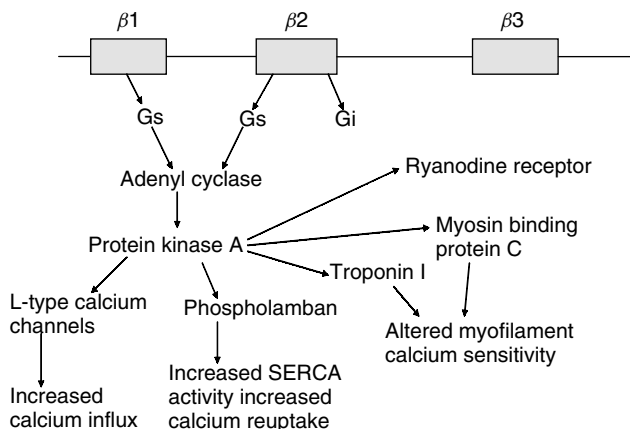 β1
β2
β3
Gs
Gs
Gi
Adenyl cyclase
Ryanodine receptor
Protein kinase A
Myosin binding
protein C
Troponin I
L-type calcium
channels
Phospholamban
Altered myofilament
calcium sensitivity
Increased
calcium influx
Increased SERCA
activity increased
calcium reuptake